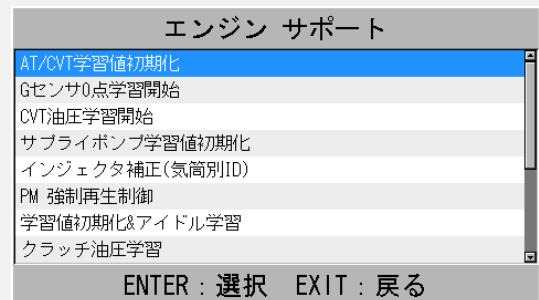 エンジン サポート
AT/CVT学習値初期化
Gセンサ0点学習開始
CVT油圧学習開始
サプライポンプ学習値初期化
インジェクタ補正(気筒別ID)
PM 強制再生制御
学習値初期化&アイドル学習
クラッチ油圧学習
ENTER：選択 EXIT：戻る